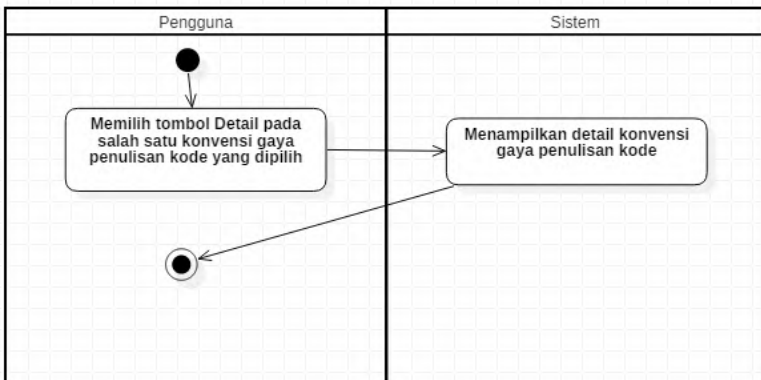 Pengguna
Sistem
Memilih tombol Detail pada
salah satu konvensi gaya
penulisan kode yang dipilih
Menampilkan detail konvensi
gaya penulisan kode